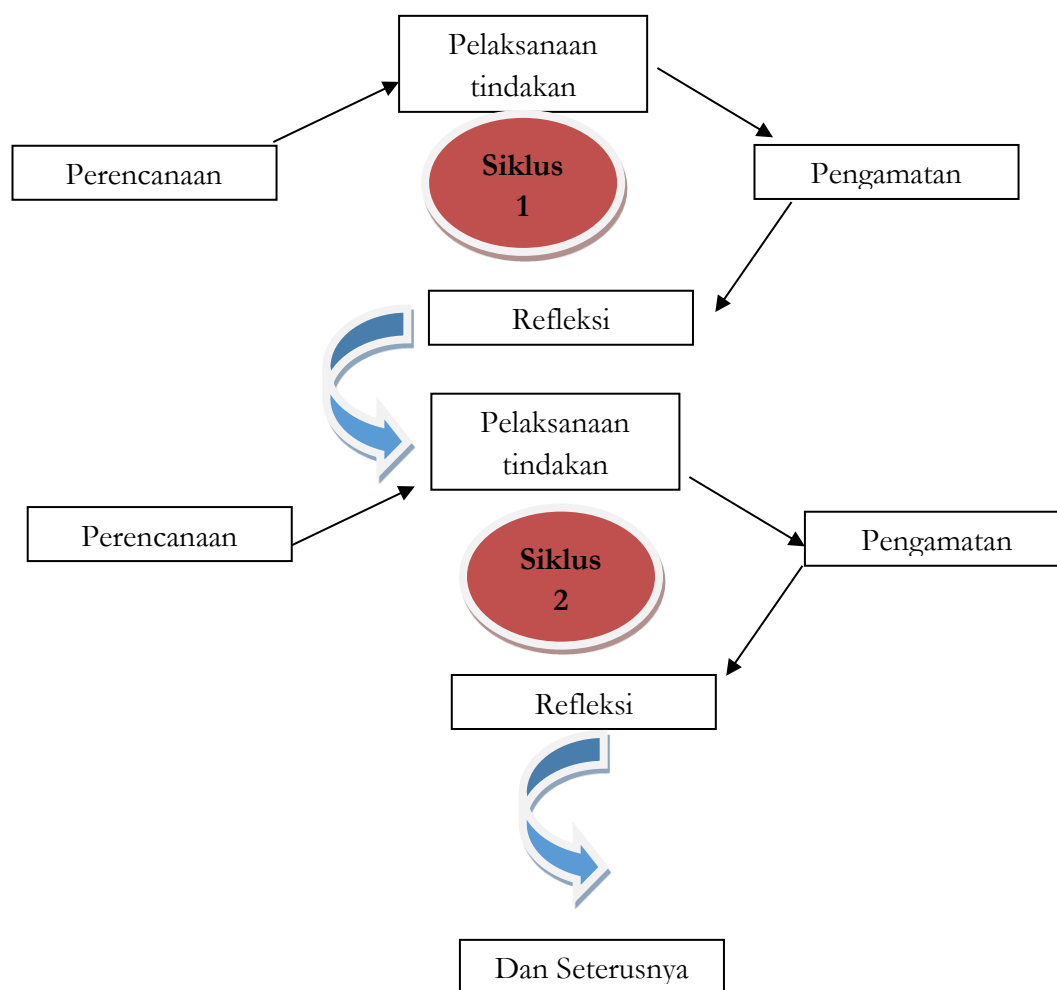 Pelaksanaan
tindakan
Perencanaan
Siklus
1
Pengamatan
Refleksi
Pelaksanaan
tindakan
Perencanaan
Siklus
2
Pengamatan
Refleksi
Dan Seterusnya